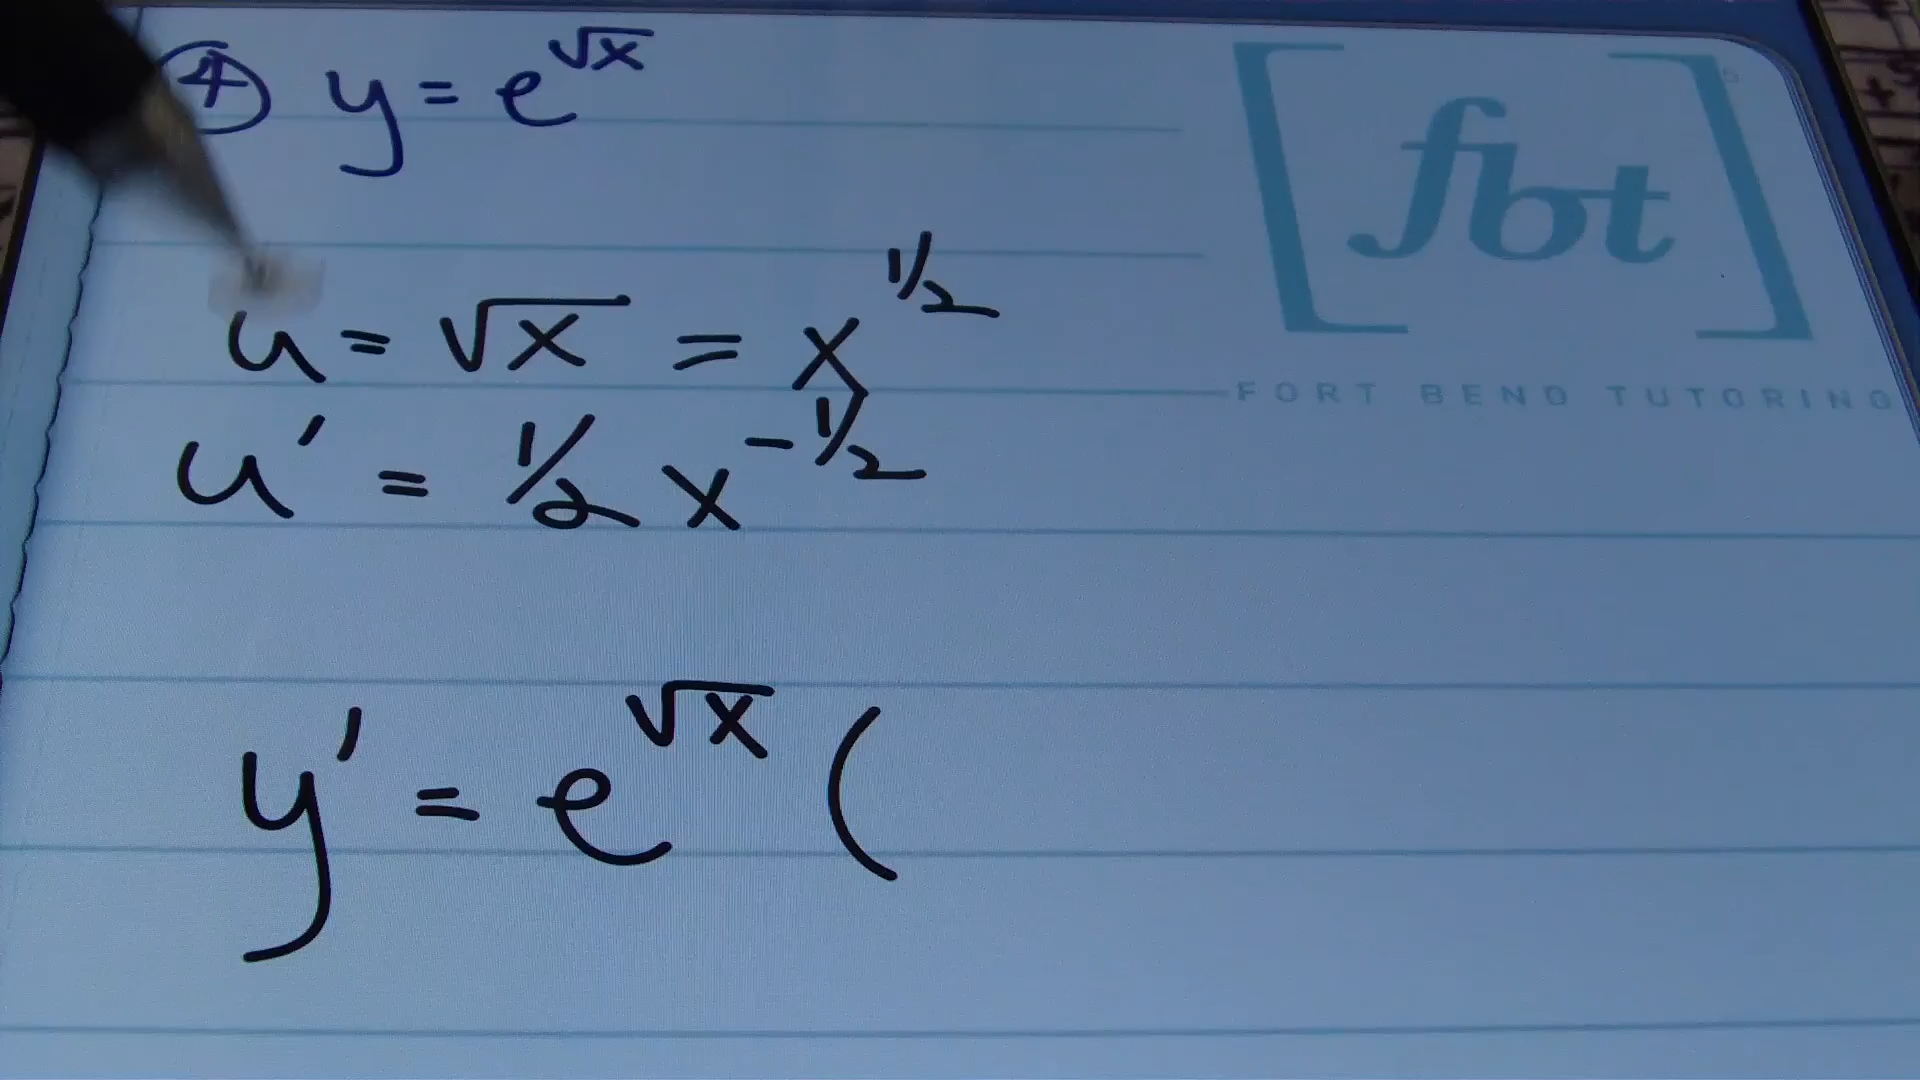 ④ y = e^√x
fbt
FORT BEND TUTORING
u = √x = x^1/2
u' = 1/2 x^-1/2
y' = e^√x (